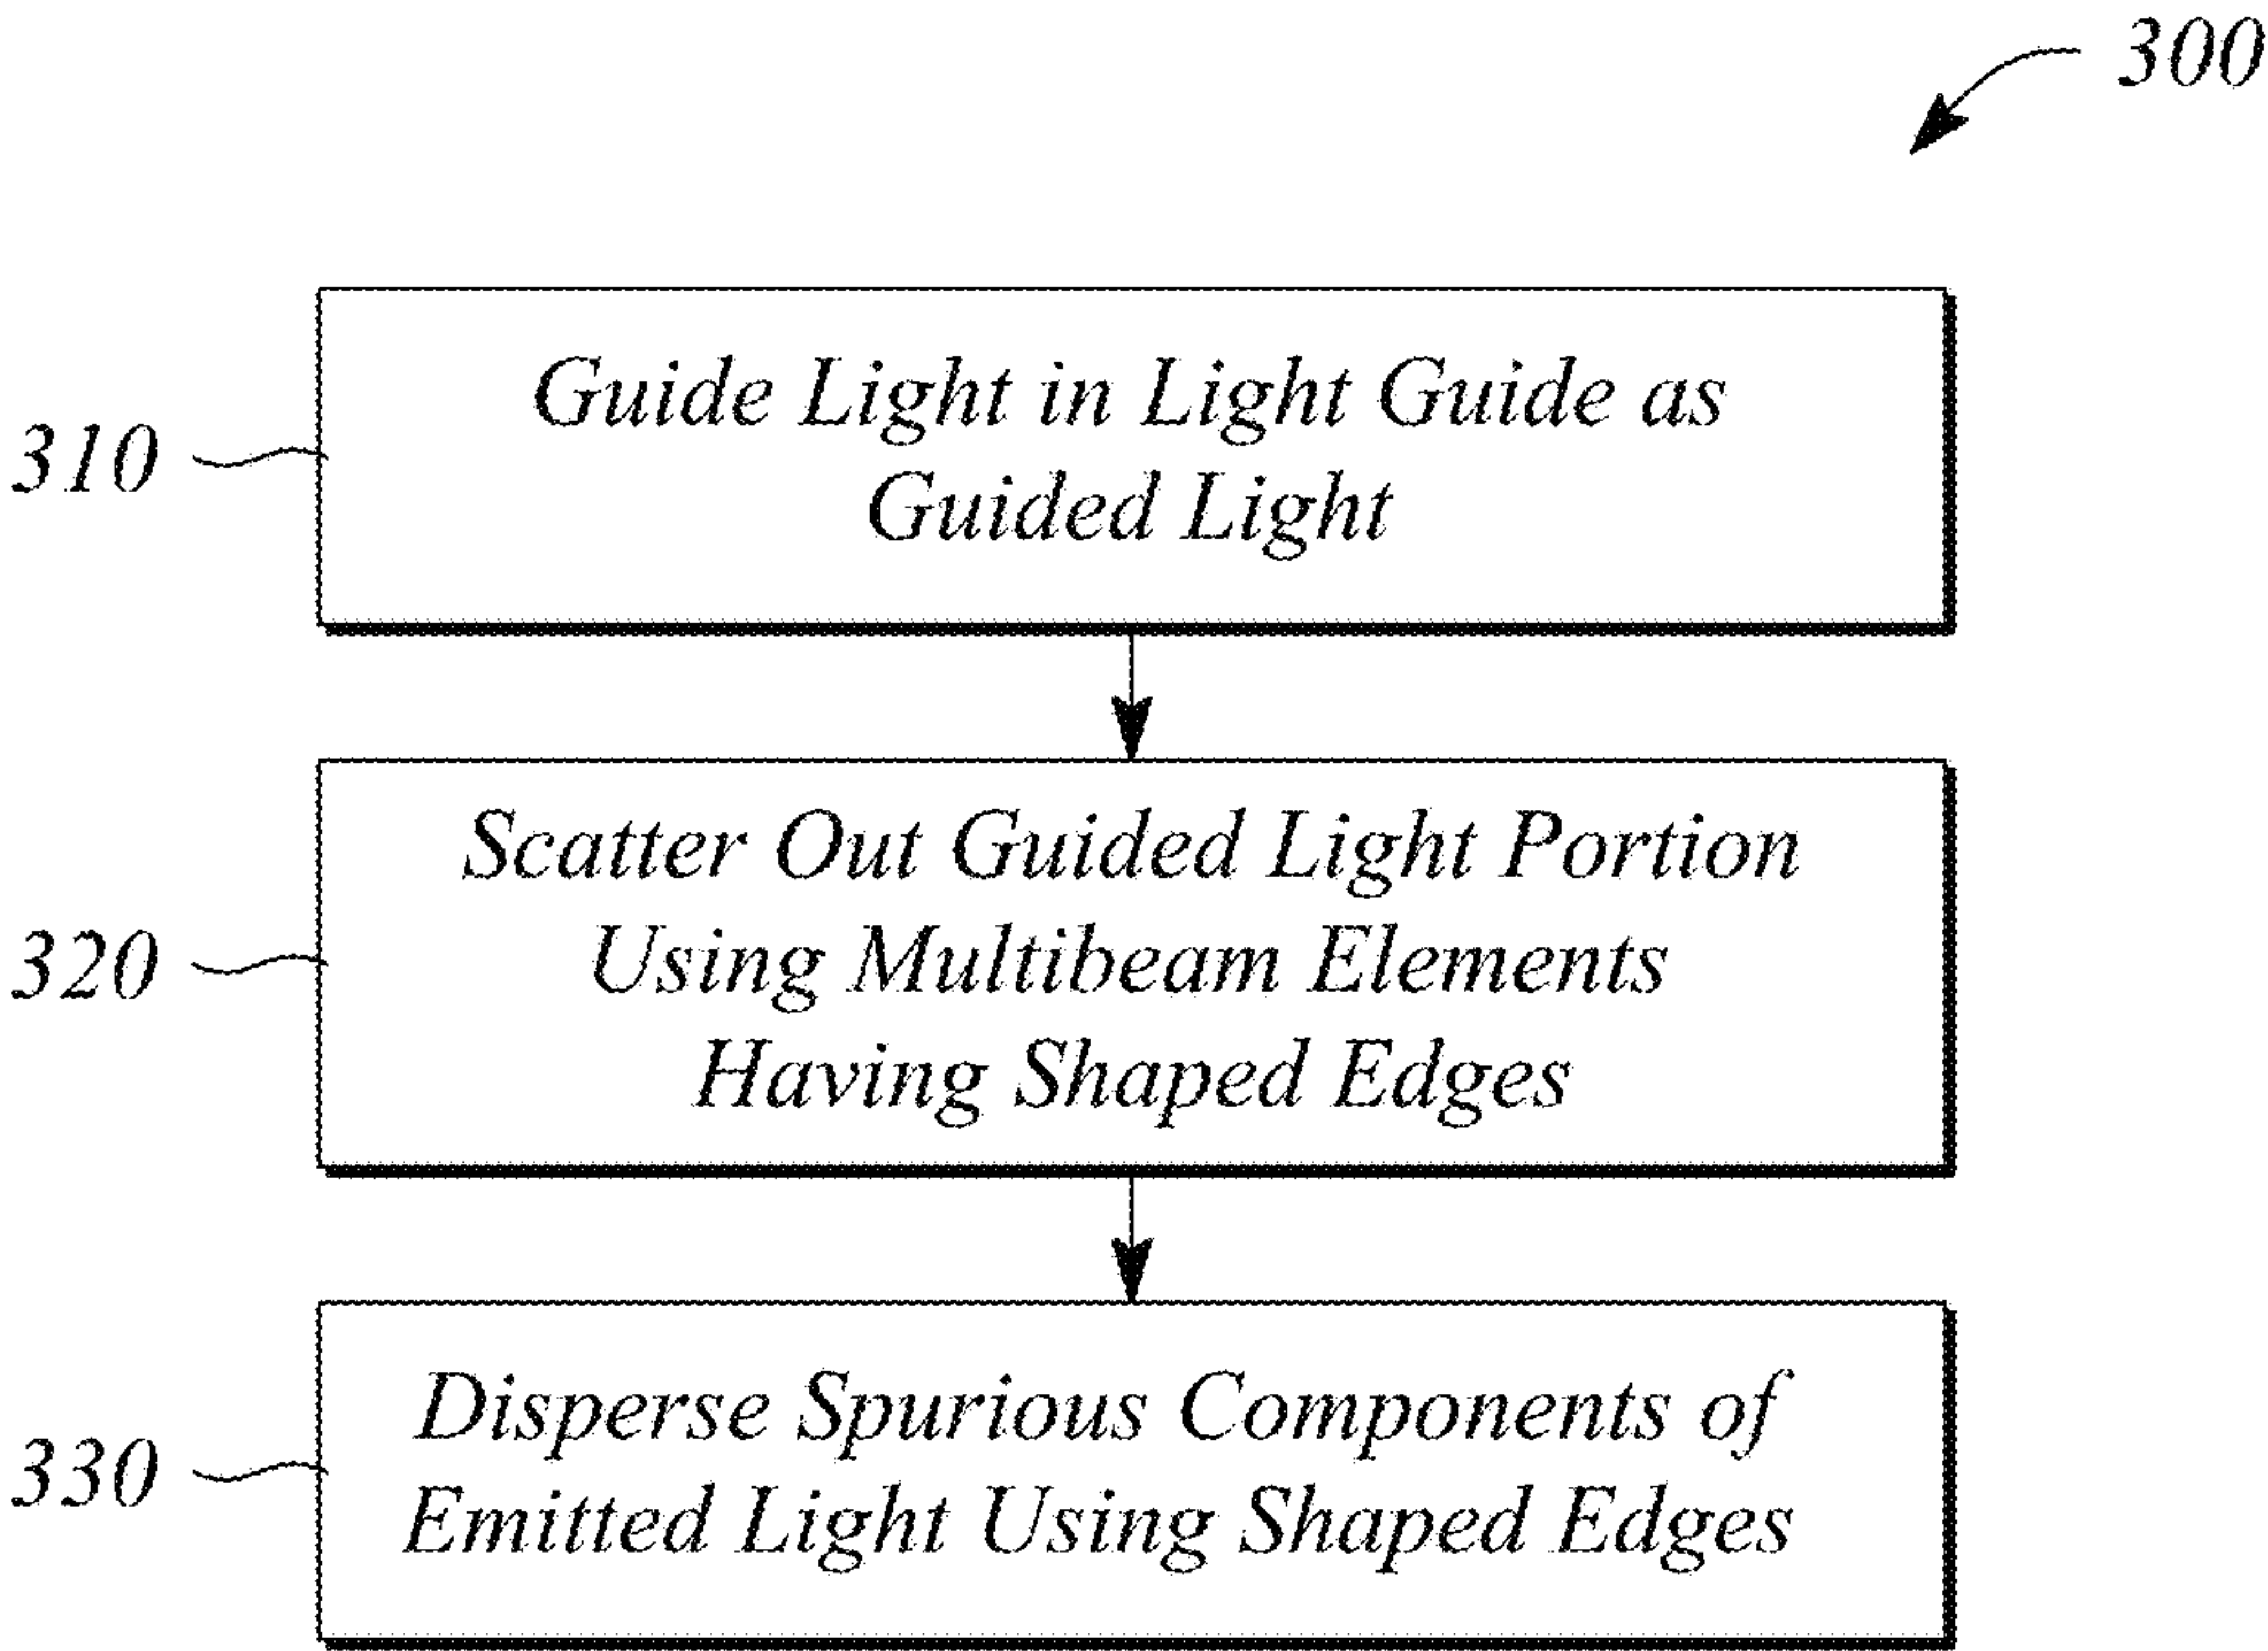 300
310
Guide Light in Light Guide as
Guided Light
320
Scatter Out Guided Light Portion
Using Multibeam Elements
Having Shaped Edges
330
Disperse Spurious Components of
Emitted Light Using Shaped Edges